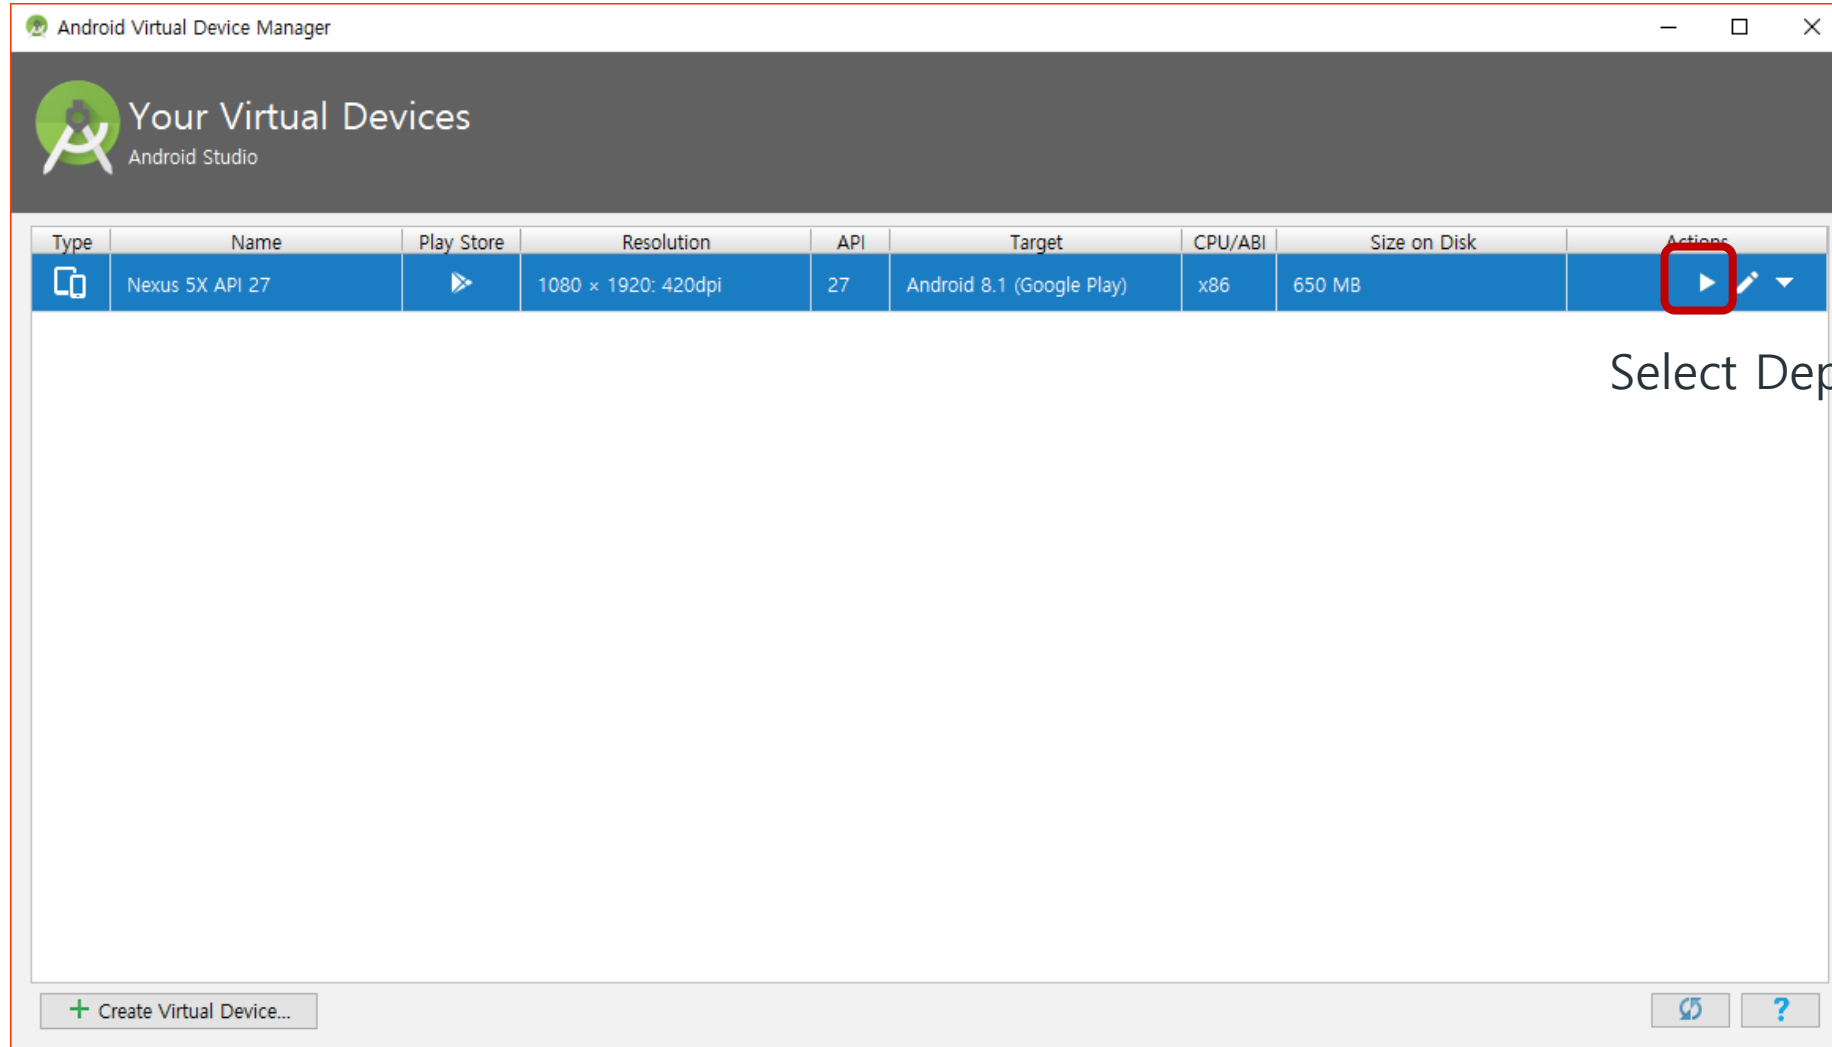 Android Virtual Device Manager
Your Virtual Devices
Android Studio
Type Name Play Store Resolution API Target CPU/ABI Size on Disk Actions
Nexus 5X API 27 1080 × 1920: 420dpi 27 Android 8.1 (Google Play) x86 650 MB
Select
+ Create Virtual Device...
?